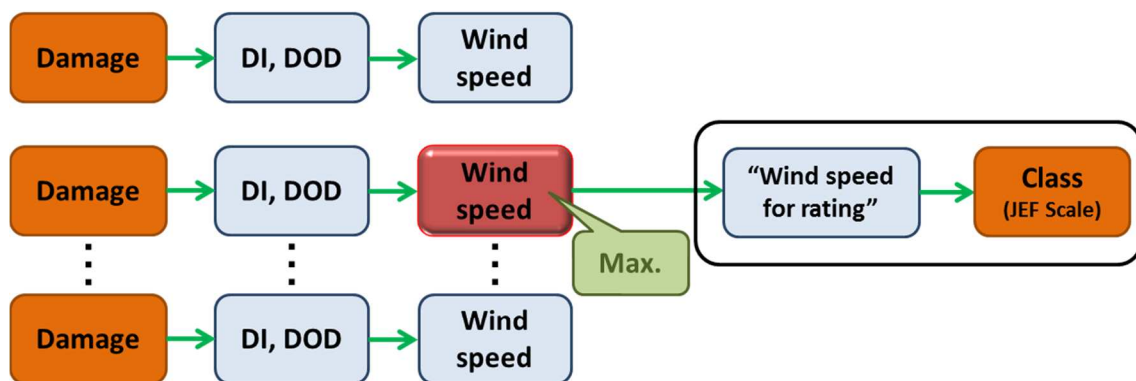 Damage
DI, DOD
Wind
speed
Damage
DI, DOD
Wind
speed
“Wind speed
for rating”
Class
(JEF Scale)
Max.
Damage
DI, DOD
Wind
speed